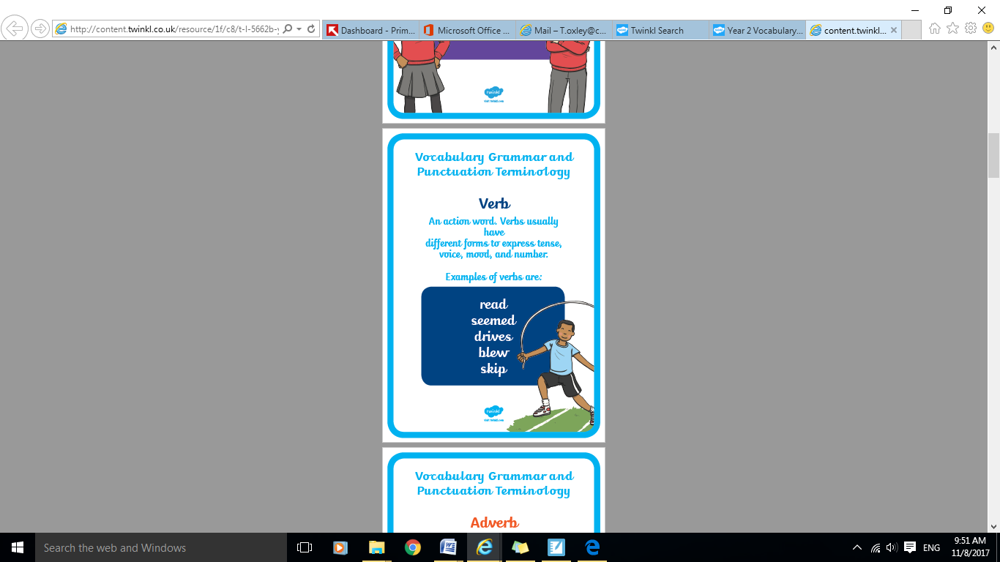 http://content.twinkl.co.uk/resource/1f/c8/t-l-5662b-y
Dashboard - Prim...
Microsoft Office ...
Mail – T.oxley@c...
Twinkl Search
Year 2 Vocabulary...
content.twinkl...
twinkl
visit twinkl.com
Vocabulary Grammar and
Punctuation Terminology
Verb
An action word. Verbs usually
have
different forms to express tense,
voice, mood, and number.
Examples of verbs are:
read
seemed
drives
blew
skip
twinkl
visit twinkl.com
Vocabulary Grammar and
Punctuation Terminology
Adverb
Search the web and Windows
ENG
9:51 AM
11/8/2017